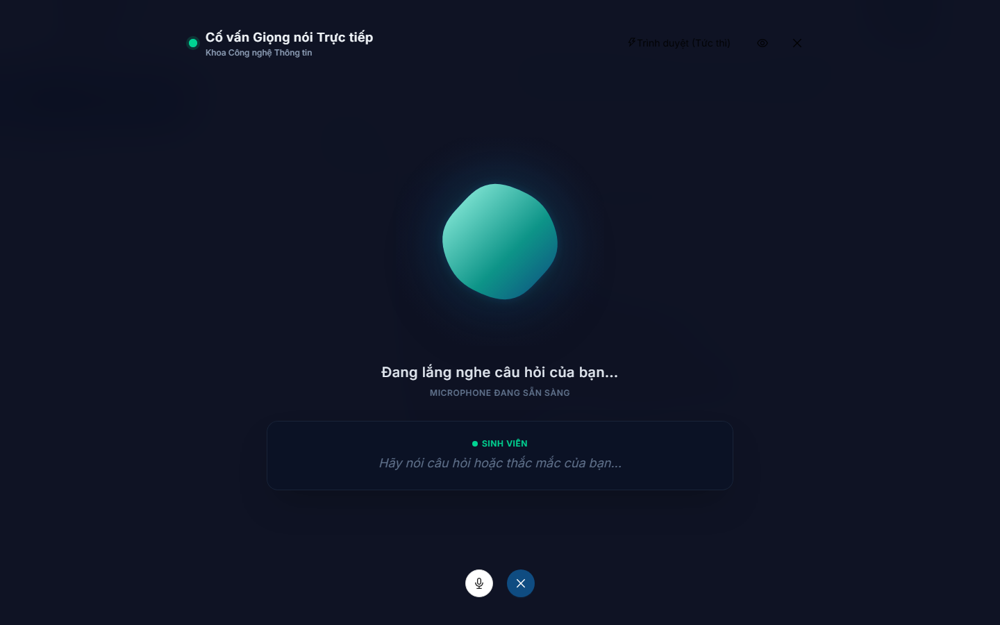 Cố vấn Giọng nói Trực tiếp
Khoa Công nghệ Thông tin
Trình duyệt (Tức thì)
Đang lắng nghe câu hỏi của bạn...
MICROPHONE ĐANG SẴN SÀNG
SINH VIÊN
Hãy nói câu hỏi hoặc thắc mắc của bạn...